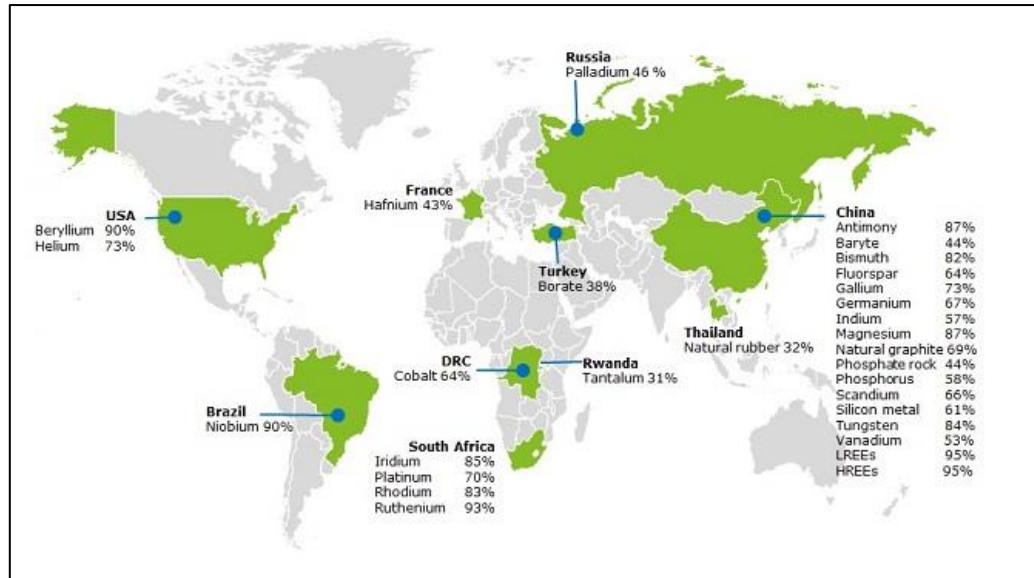 Russia
Palladium 46 %
France
Hafnium 43%
USA
Beryllium 90%
Helium 73%
China
Antimony 87%
Baryte 44%
Bismuth 82%
Fluorspar 64%
Gallium 73%
Germanium 67%
Indium 57%
Magnesium 87%
Natural graphite 69%
Phosphate rock 44%
Phosphorus 58%
Scandium 66%
Silicon metal 61%
Tungsten 84%
Vanadium 53%
LREEs 95%
HREEs 95%
Turkey
Borate 38%
Thailand
Natural rubber 32%
DRC
Cobalt 64%
Rwanda
Tantalum 31%
Brazil
Niobium 90%
South Africa
Iridium 85%
Platinum 70%
Rhodium 83%
Ruthenium 93%